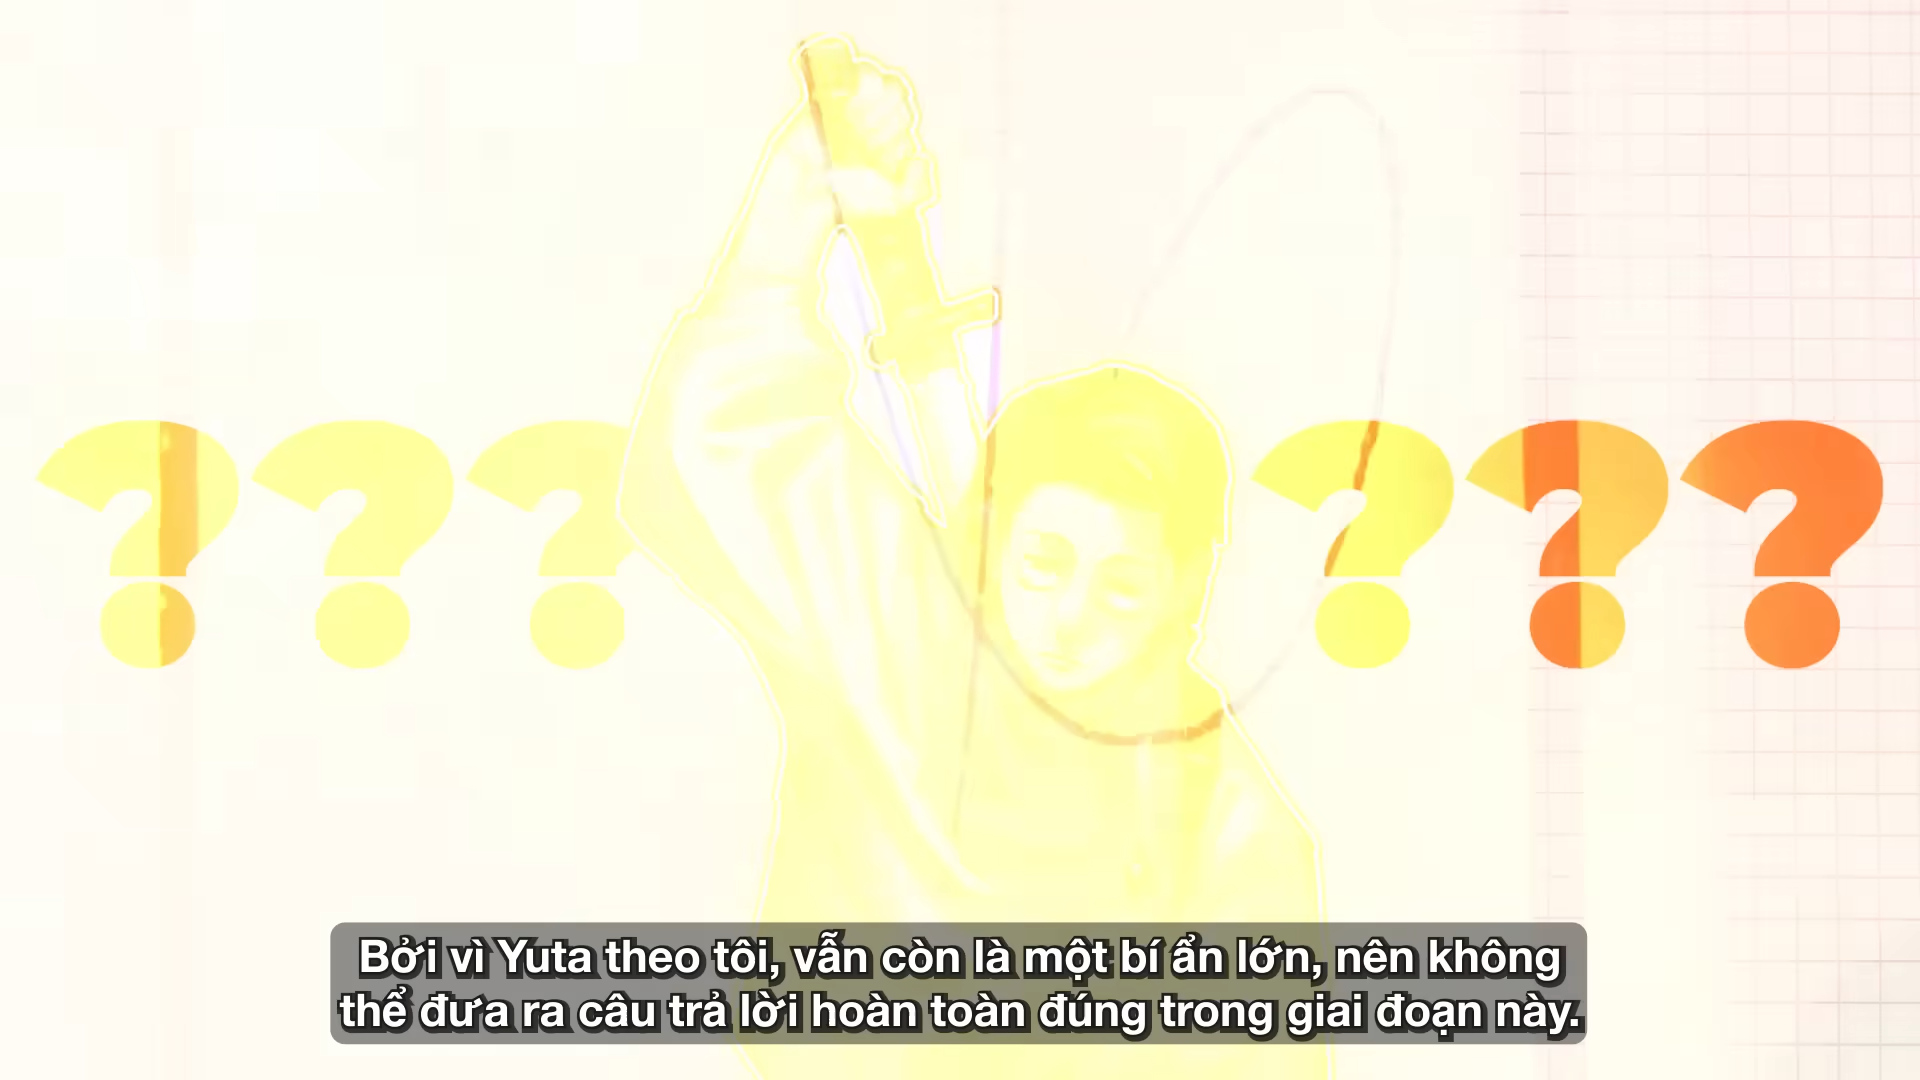 ??? ???
Bởi vì Yuta theo tôi, vẫn còn là một bí ẩn lớn, nên không
thể đưa ra câu trả lời hoàn toàn đúng trong giai đoạn này.